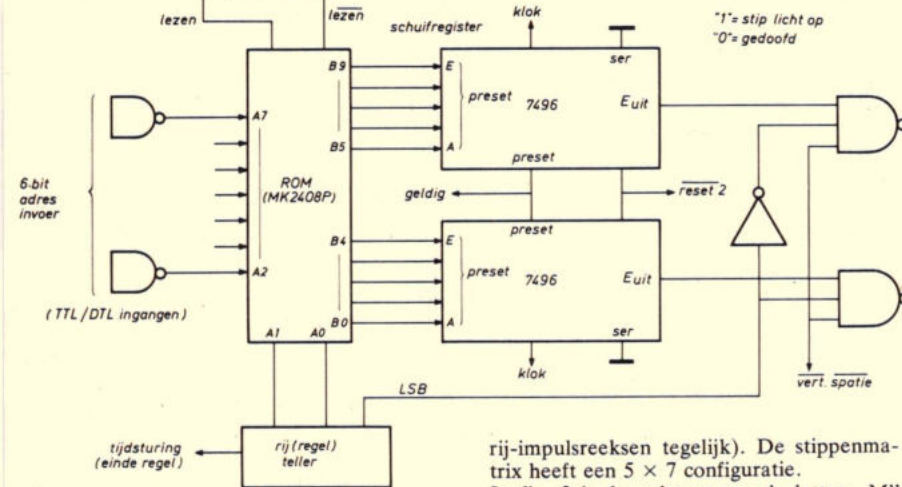 lezen
lezen
schuifregister
klok
"1"= stip licht op
"0"= gedoofd
B9
E
ser
preset
7496
E uit
A7
B5
A
preset
6-bit
adres
invoer
ROM
(MK2408P)
geldig
reset 2
B4
E
preset
preset
7496
E uit
A2
(TTL/DTL ingangen)
A1
A0
B0
A
ser
klok
vert. spatie
LSB
tijdsturing
(einde regel)
rij (regel)
teller
rij-impulsreeksen tegelijk). De stippenma-
trix heeft een 5 × 7 configuratie.